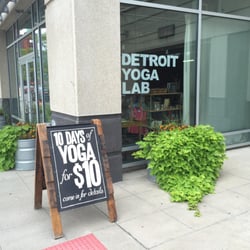 DETROIT
YOGA
LAB
10 DAYS of
YOGA
for $10
come in for details